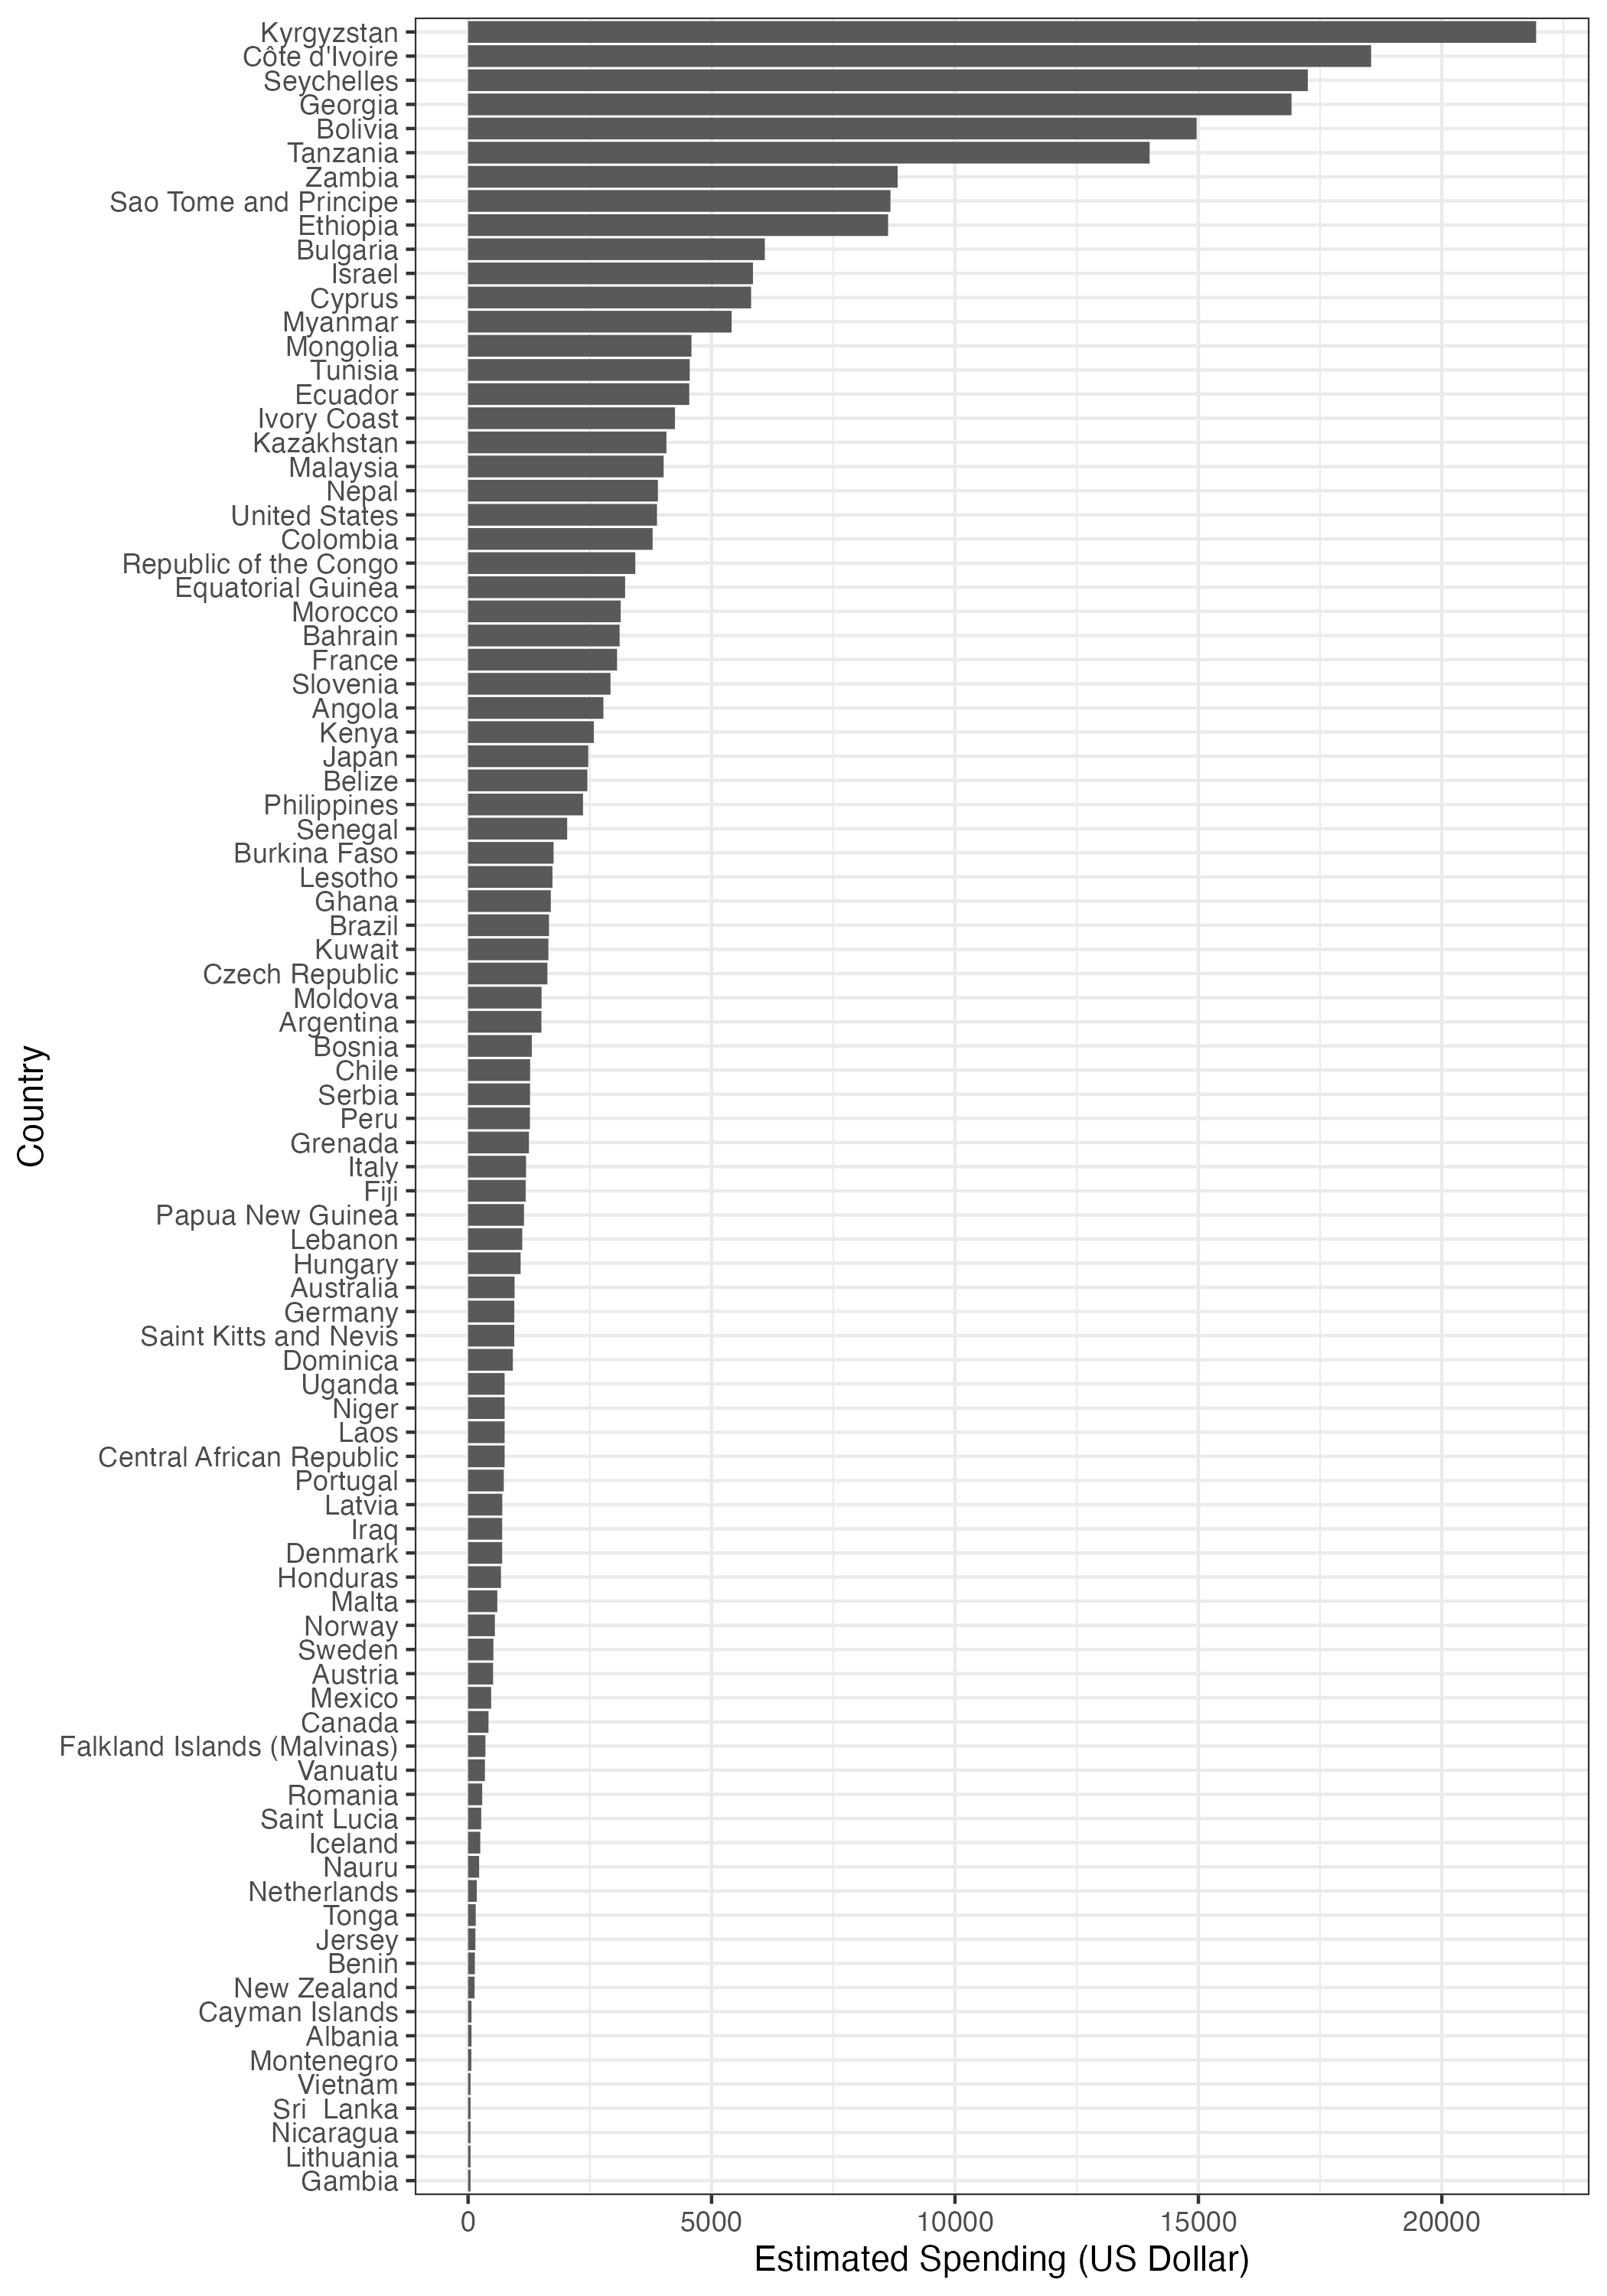 Kyrgyzstan
Côte d'Ivoire
Seychelles
Georgia
Bolivia
Tanzania
Zambia
Sao Tome and Principe
Ethiopia
Bulgaria
Israel
Cyprus
Myanmar
Mongolia
Tunisia
Ecuador
Ivory Coast
Kazakhstan
Malaysia
Nepal
United States
Colombia
Republic of the Congo
Equatorial Guinea
Morocco
Bahrain
France
Slovenia
Angola
Kenya
Japan
Belize
Philippines
Senegal
Burkina Faso
Lesotho
Ghana
Brazil
Kuwait
Czech Republic
Moldova
Argentina
Bosnia
Chile
Serbia
Peru
Grenada
Italy
Fiji
Papua New Guinea
Lebanon
Hungary
Australia
Germany
Saint Kitts and Nevis
Dominica
Uganda
Niger
Laos
Central African Republic
Portugal
Latvia
Iraq
Denmark
Honduras
Malta
Norway
Sweden
Austria
Mexico
Canada
Falkland Islands (Malvinas)
Vanuatu
Romania
Saint Lucia
Iceland
Nauru
Netherlands
Tonga
Jersey
Benin
New Zealand
Cayman Islands
Albania
Montenegro
Vietnam
Sri  Lanka
Nicaragua
Lithuania
Gambia
Country
0 5000 10000 15000 20000
Estimated Spending (US Dollar)